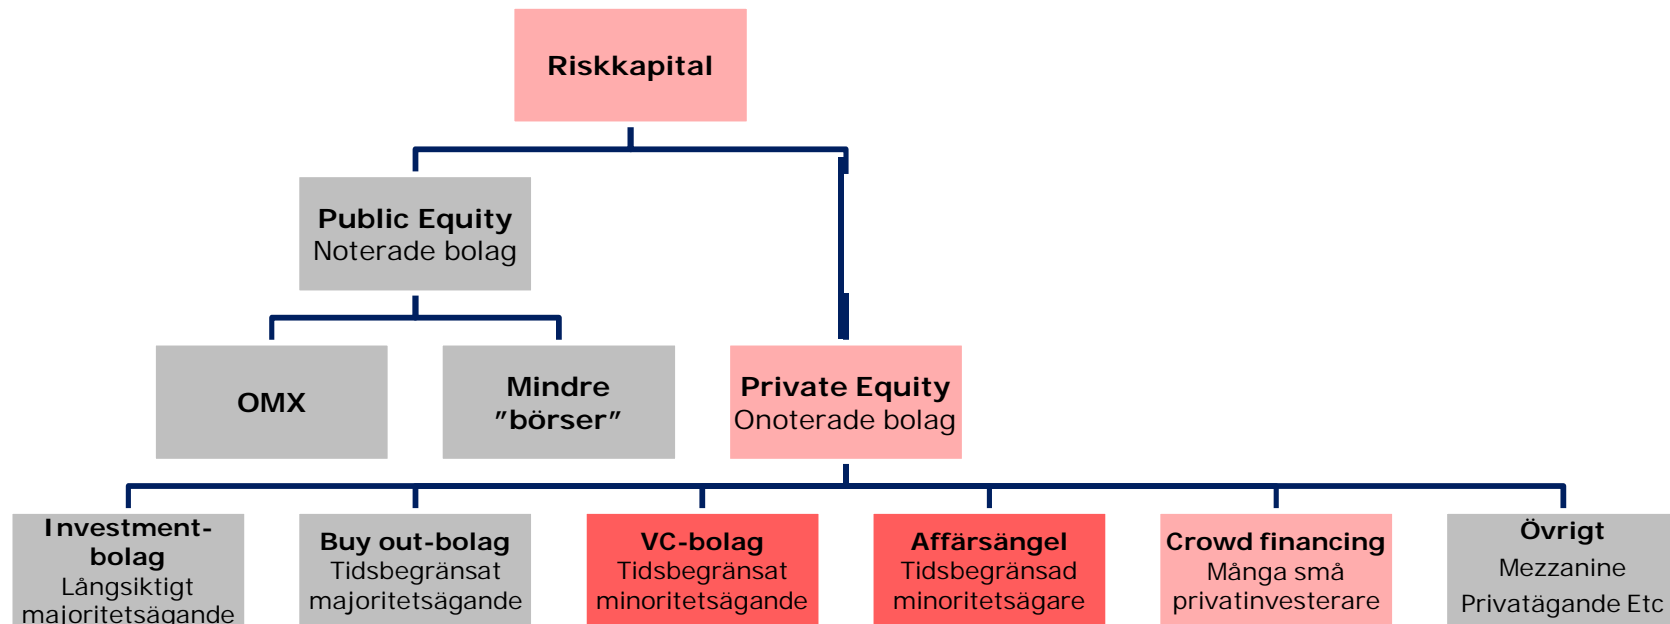 Riskkapital
Public Equity
Noterade bolag
OMX
Mindre
”börser”
Private Equity
Onoterade bolag
Investment-
bolag
Långsiktigt
majoritetsägande
Buy out-bolag
Tidsbegränsat
majoritetsägande
VC-bolag
Tidsbegränsat
minoritetsägande
Affärsängel
Tidsbegränsad
minoritetsägare
Crowd financing
Många små
privatinvesterare
Övrigt
Mezzanine
Privatägande Etc